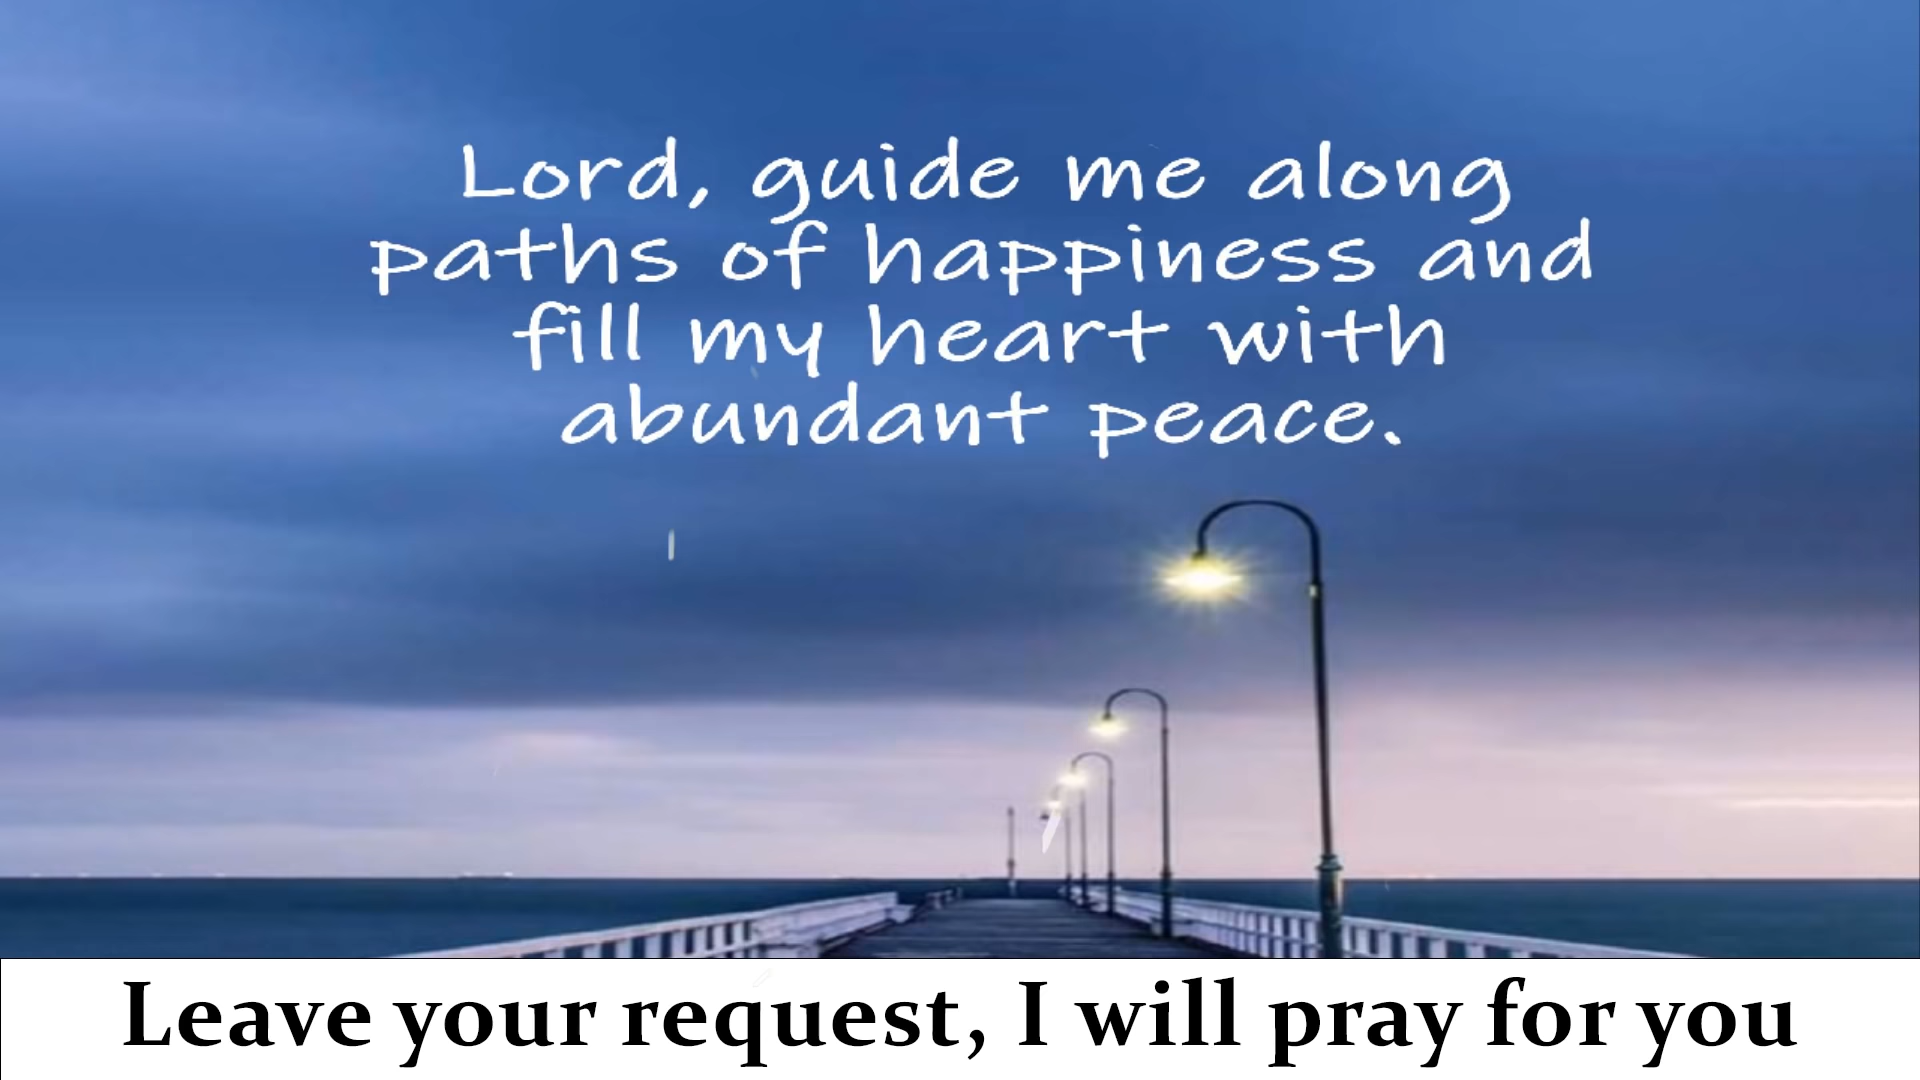 Lord, guide me along
paths of happiness and
fill my heart with
abundant peace.
Leave your request, I will pray for you